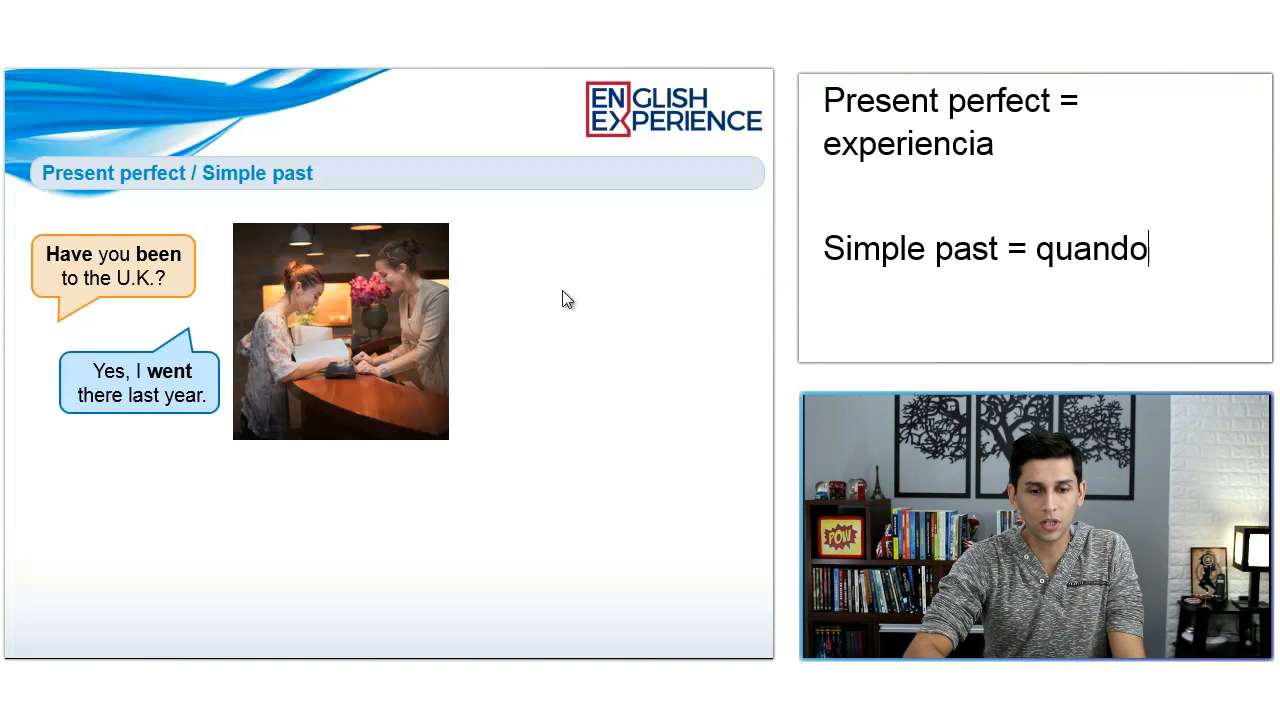 ENGLISH
EXPERIENCE
Present perfect / Simple past
Have you been
to the U.K.?
Yes, I went
there last year.
Present perfect =
experiencia
Simple past = quando
POW